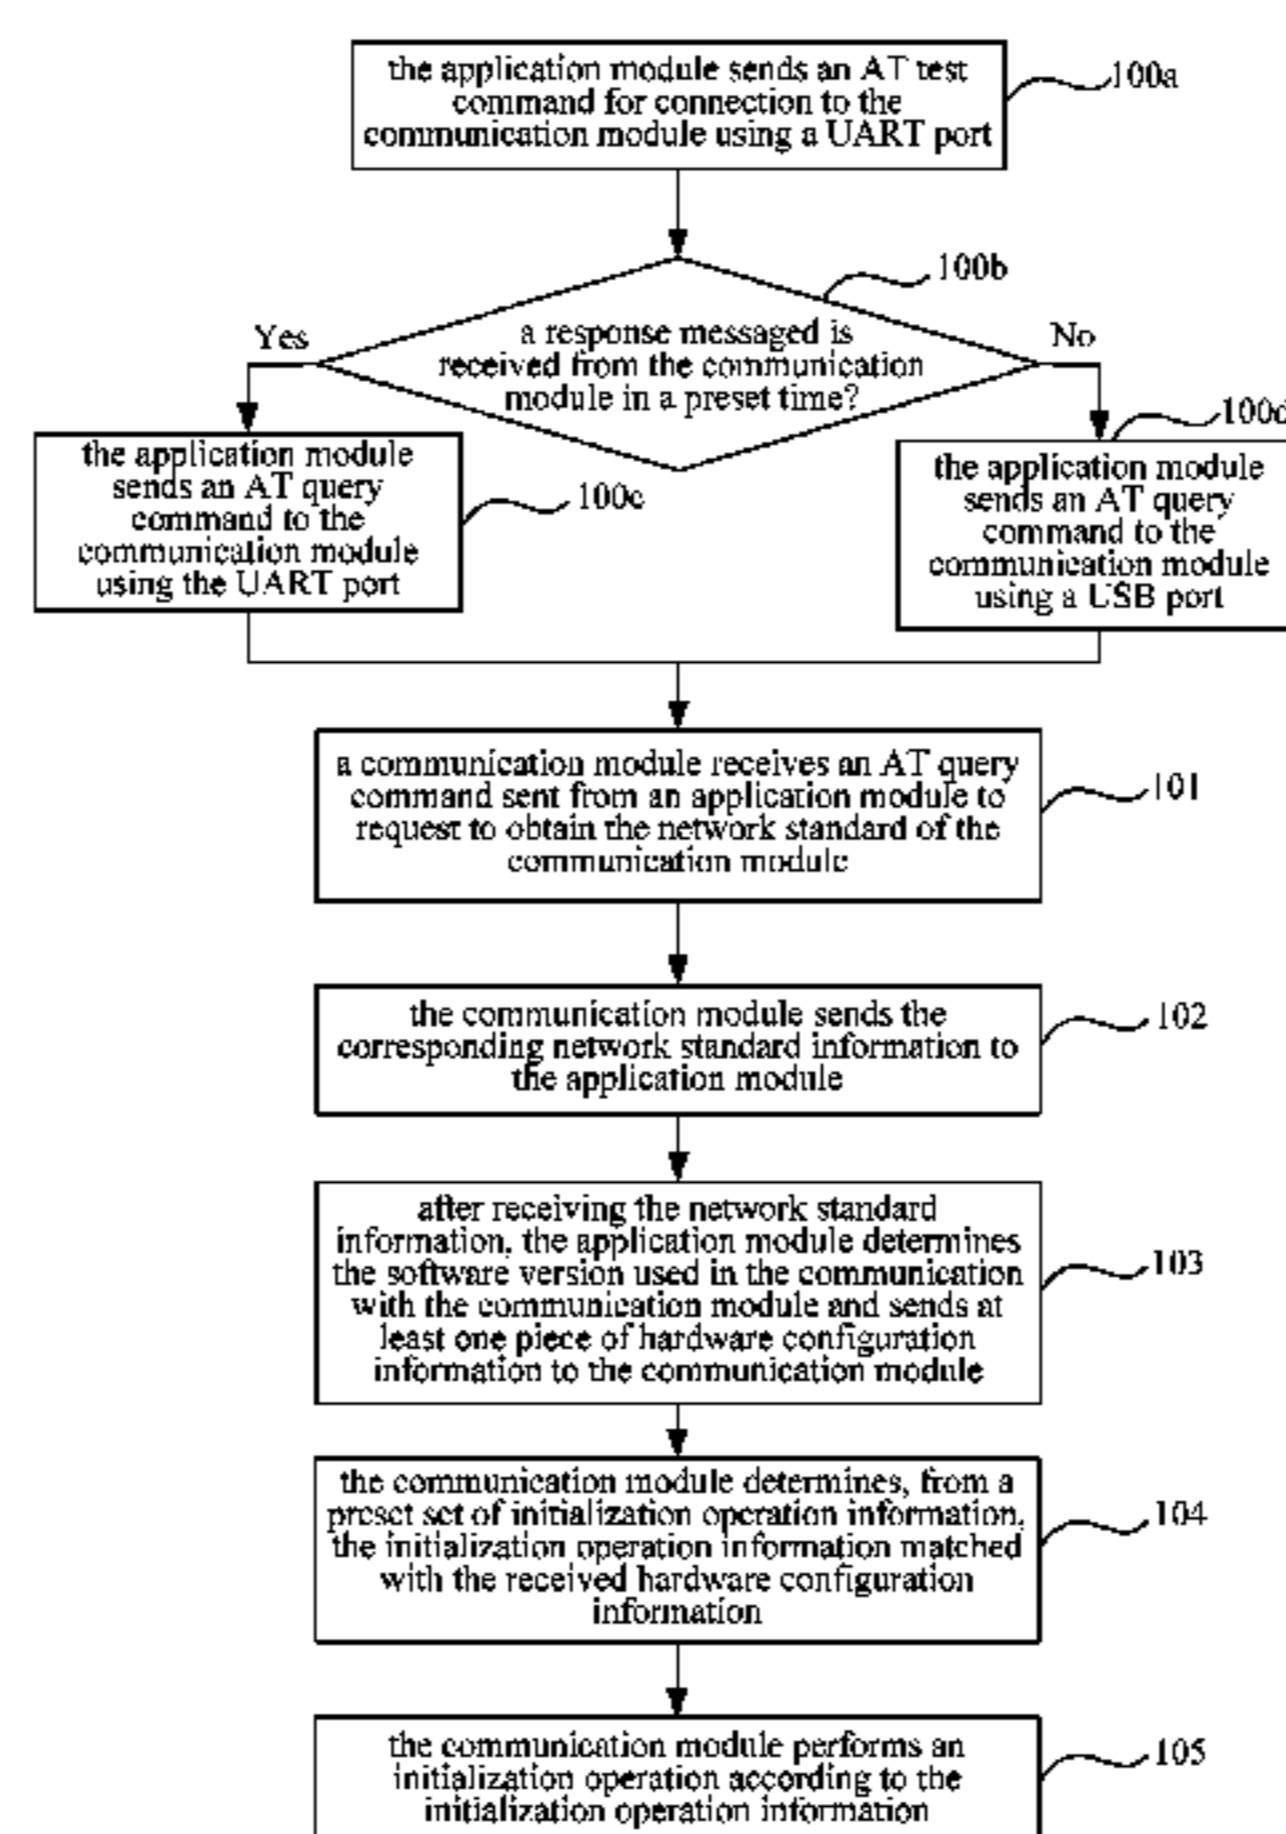 the application module sends an AT test
command for connection to the
communication module using a UART port
100a
100b
Yes
a response messaged is
received from the communication
module in a preset time?
No
the application module
sends an AT query
command to the
communication module
using the UART port
100c
100d
the application module
sends an AT query
command to the
communication module
using a USB port
a communication module receives an AT query
command sent from an application module to
request to obtain the network standard of the
communication module
101
the communication module sends the
corresponding network standard information to
the application module
102
after receiving the network standard
information, the application module determines
the software version used in the communication
with the communication module and sends at
least one piece of hardware configuration
information to the communication module
103
the communication module determines, from a
preset set of initialization operation information,
the initialization operation information matched
with the received hardware configuration
information
104
the communication module performs an
initialization operation according to the
initialization operation information
105